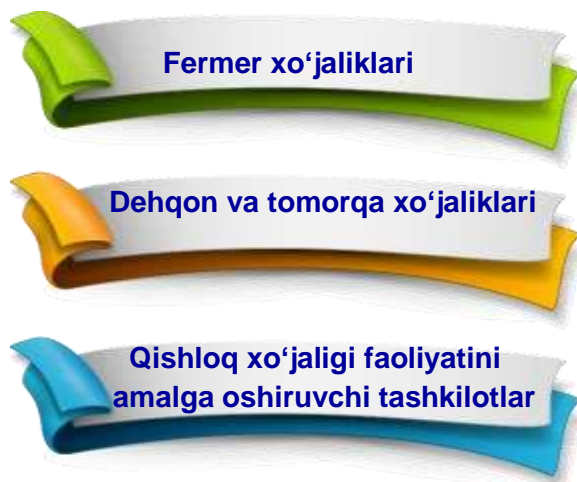 Fermer xo‘jaliklari
Dehqon va tomorqa xo‘jaliklari
Qishloq xo‘jaligi faoliyatini
amalga oshiruvchi tashkilotlar